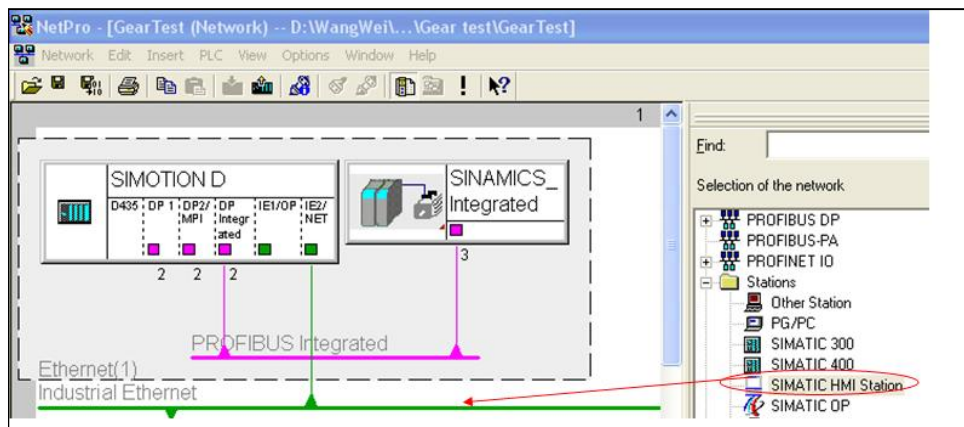 NetPro - [GearTest (Network) -- D:\WangWei\...\Gear test\GearTest]
Network Edit Insert PLC View Options Window Help
1
SIMOTION D
D435 DP 1 DP2/MPI DP Integrated IE1/OP IE2/NET
2 2 2
SINAMICS_
Integrated
3
PROFIBUS Integrated
Ethernet(1)
Industrial Ethernet
Find:
Selection of the network
PROFIBUS DP
PROFIBUS-PA
PROFINET IO
Stations
Other Station
PG/PC
SIMATIC 300
SIMATIC 400
SIMATIC HMI Station
SIMATIC OP